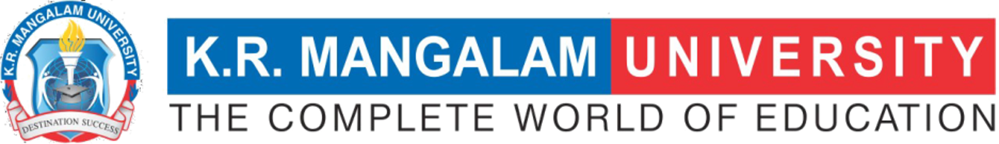 K.R. MANGALAM UNIVERSITY
DESTINATION SUCCESS
K.R. MANGALAM UNIVERSITY
THE COMPLETE WORLD OF EDUCATION